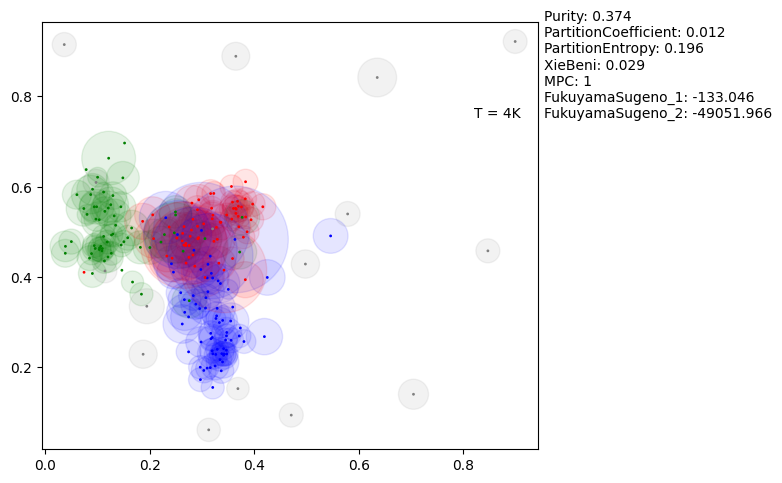 Purity: 0.374
PartitionCoefficient: 0.012
PartitionEntropy: 0.196
XieBeni: 0.029
MPC: 1
FukuyamaSugeno_1: -133.046
FukuyamaSugeno_2: -49051.966
T = 4K
0.8
0.6
0.4
0.2
0.0 0.2 0.4 0.6 0.8